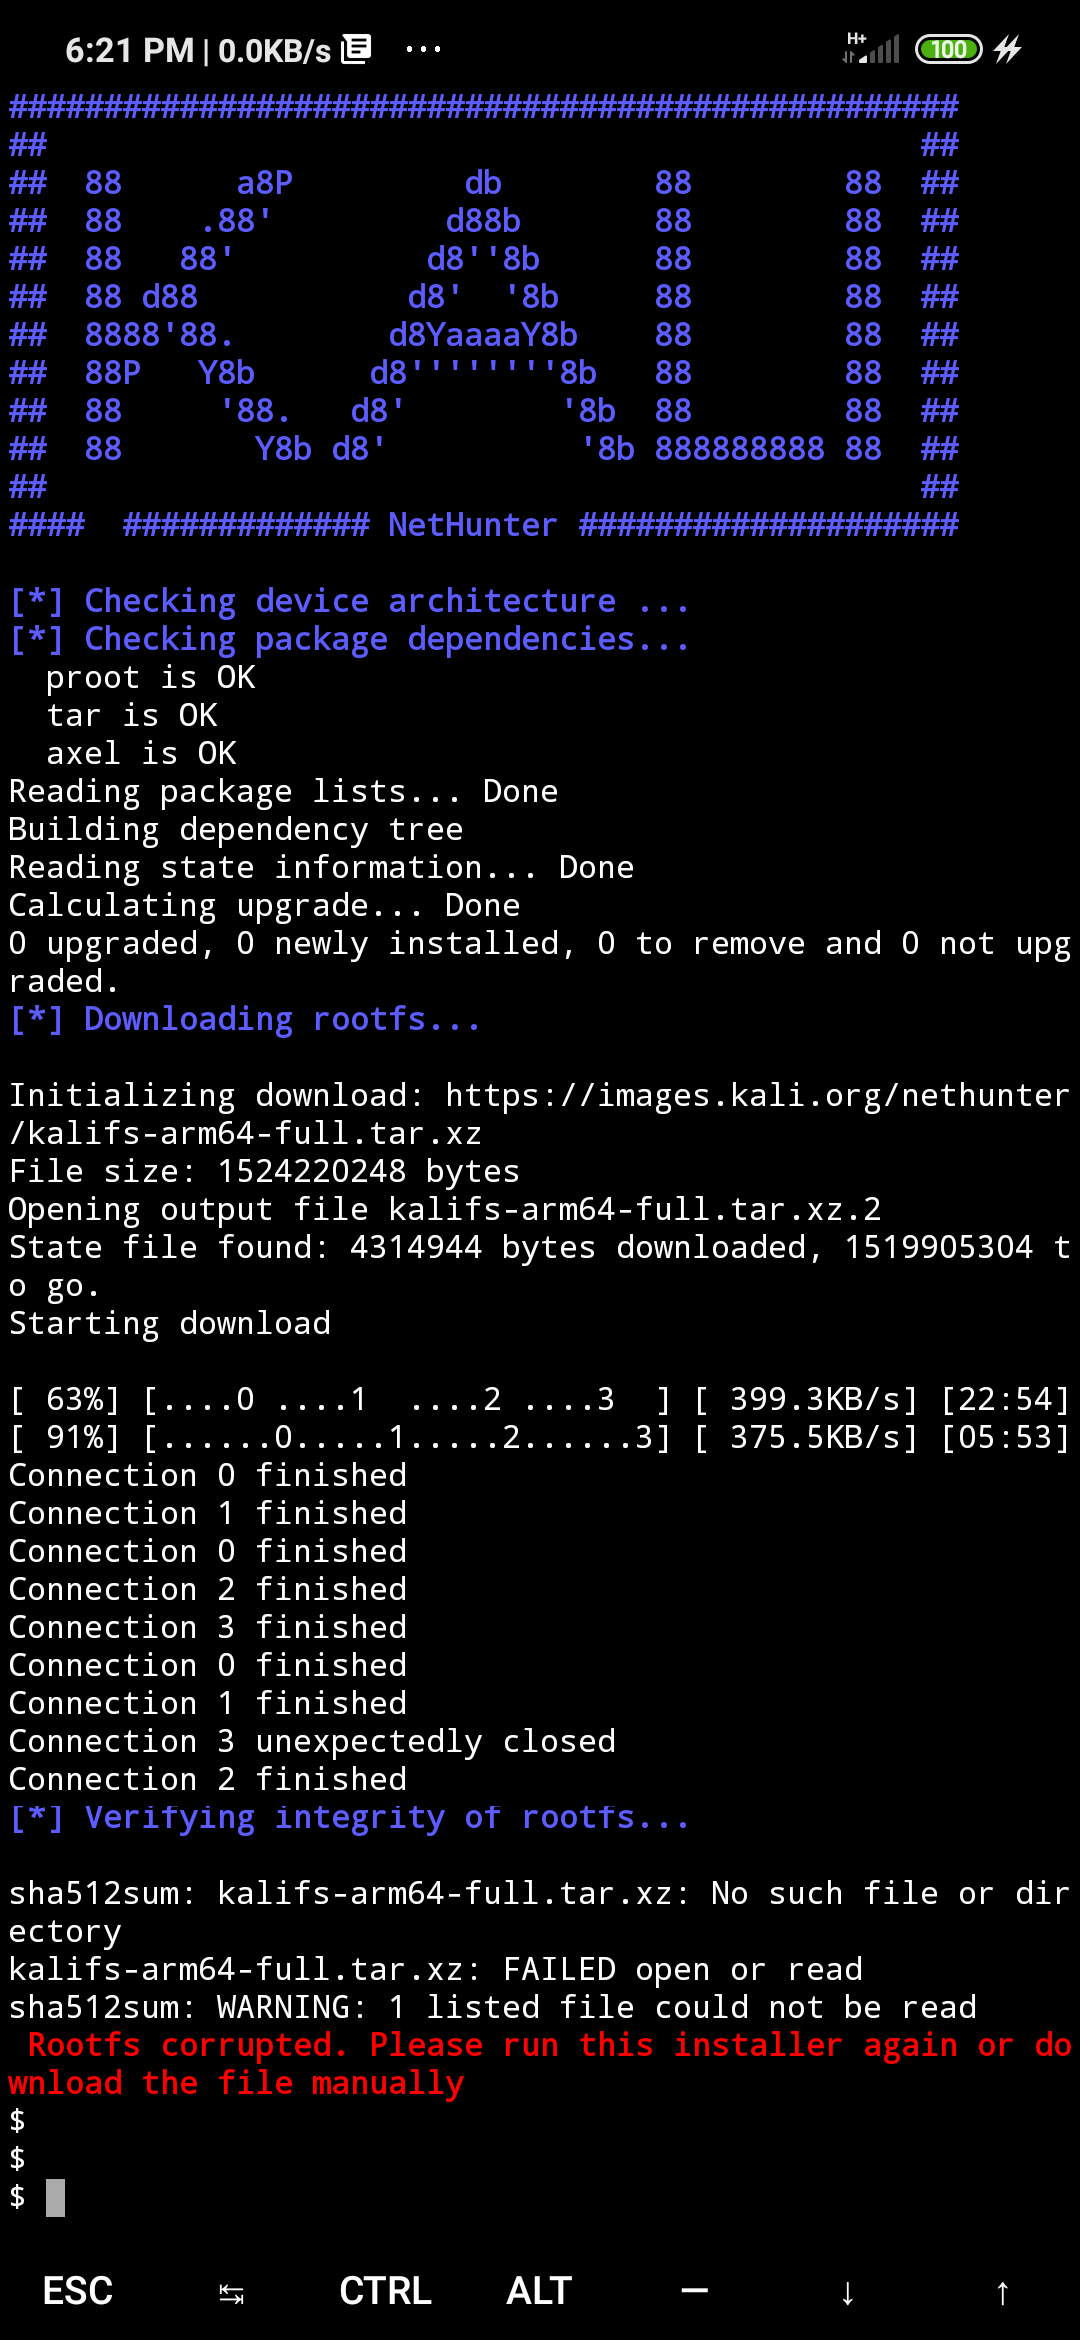 6:21 PM | 0.0KB/s ... H+ 100
##################################################
##                                              ##
##  88      a8P         db        88        88  ##
##  88    .88'         d88b       88        88  ##
##  88   88'          d8''8b      88        88  ##
##  88 d88           d8'  '8b     88        88  ##
##  8888'88.        d8YaaaaY8b    88        88  ##
##  88P   Y8b      d8''''''''8b   88        88  ##
##  88     '88.   d8'        '8b  88        88  ##
##  88       Y8b d8'          '8b 888888888 88  ##
##                                              ##
####  ############# NetHunter ####################

[*] Checking device architecture ...
[*] Checking package dependencies...
  proot is OK
  tar is OK
  axel is OK
Reading package lists... Done
Building dependency tree
Reading state information... Done
Calculating upgrade... Done
0 upgraded, 0 newly installed, 0 to remove and 0 not upg
raded.
[*] Downloading rootfs...

Initializing download: https://images.kali.org/nethunter
/kalifs-arm64-full.tar.xz
File size: 1524220248 bytes
Opening output file kalifs-arm64-full.tar.xz.2
State file found: 4314944 bytes downloaded, 1519905304 t
o go.
Starting download

[ 63%] [....0 ....1  ....2 ....3  ] [ 399.3KB/s] [22:54]
[ 91%] [......0.....1.....2......3] [ 375.5KB/s] [05:53]
Connection 0 finished
Connection 1 finished
Connection 0 finished
Connection 2 finished
Connection 3 finished
Connection 0 finished
Connection 1 finished
Connection 3 unexpectedly closed
Connection 2 finished
[*] Verifying integrity of rootfs...

sha512sum: kalifs-arm64-full.tar.xz: No such file or dir
ectory
kalifs-arm64-full.tar.xz: FAILED open or read
sha512sum: WARNING: 1 listed file could not be read
 Rootfs corrupted. Please run this installer again or do
wnload the file manually
$
$
$
ESC ↹ CTRL ALT — ↓ ↑